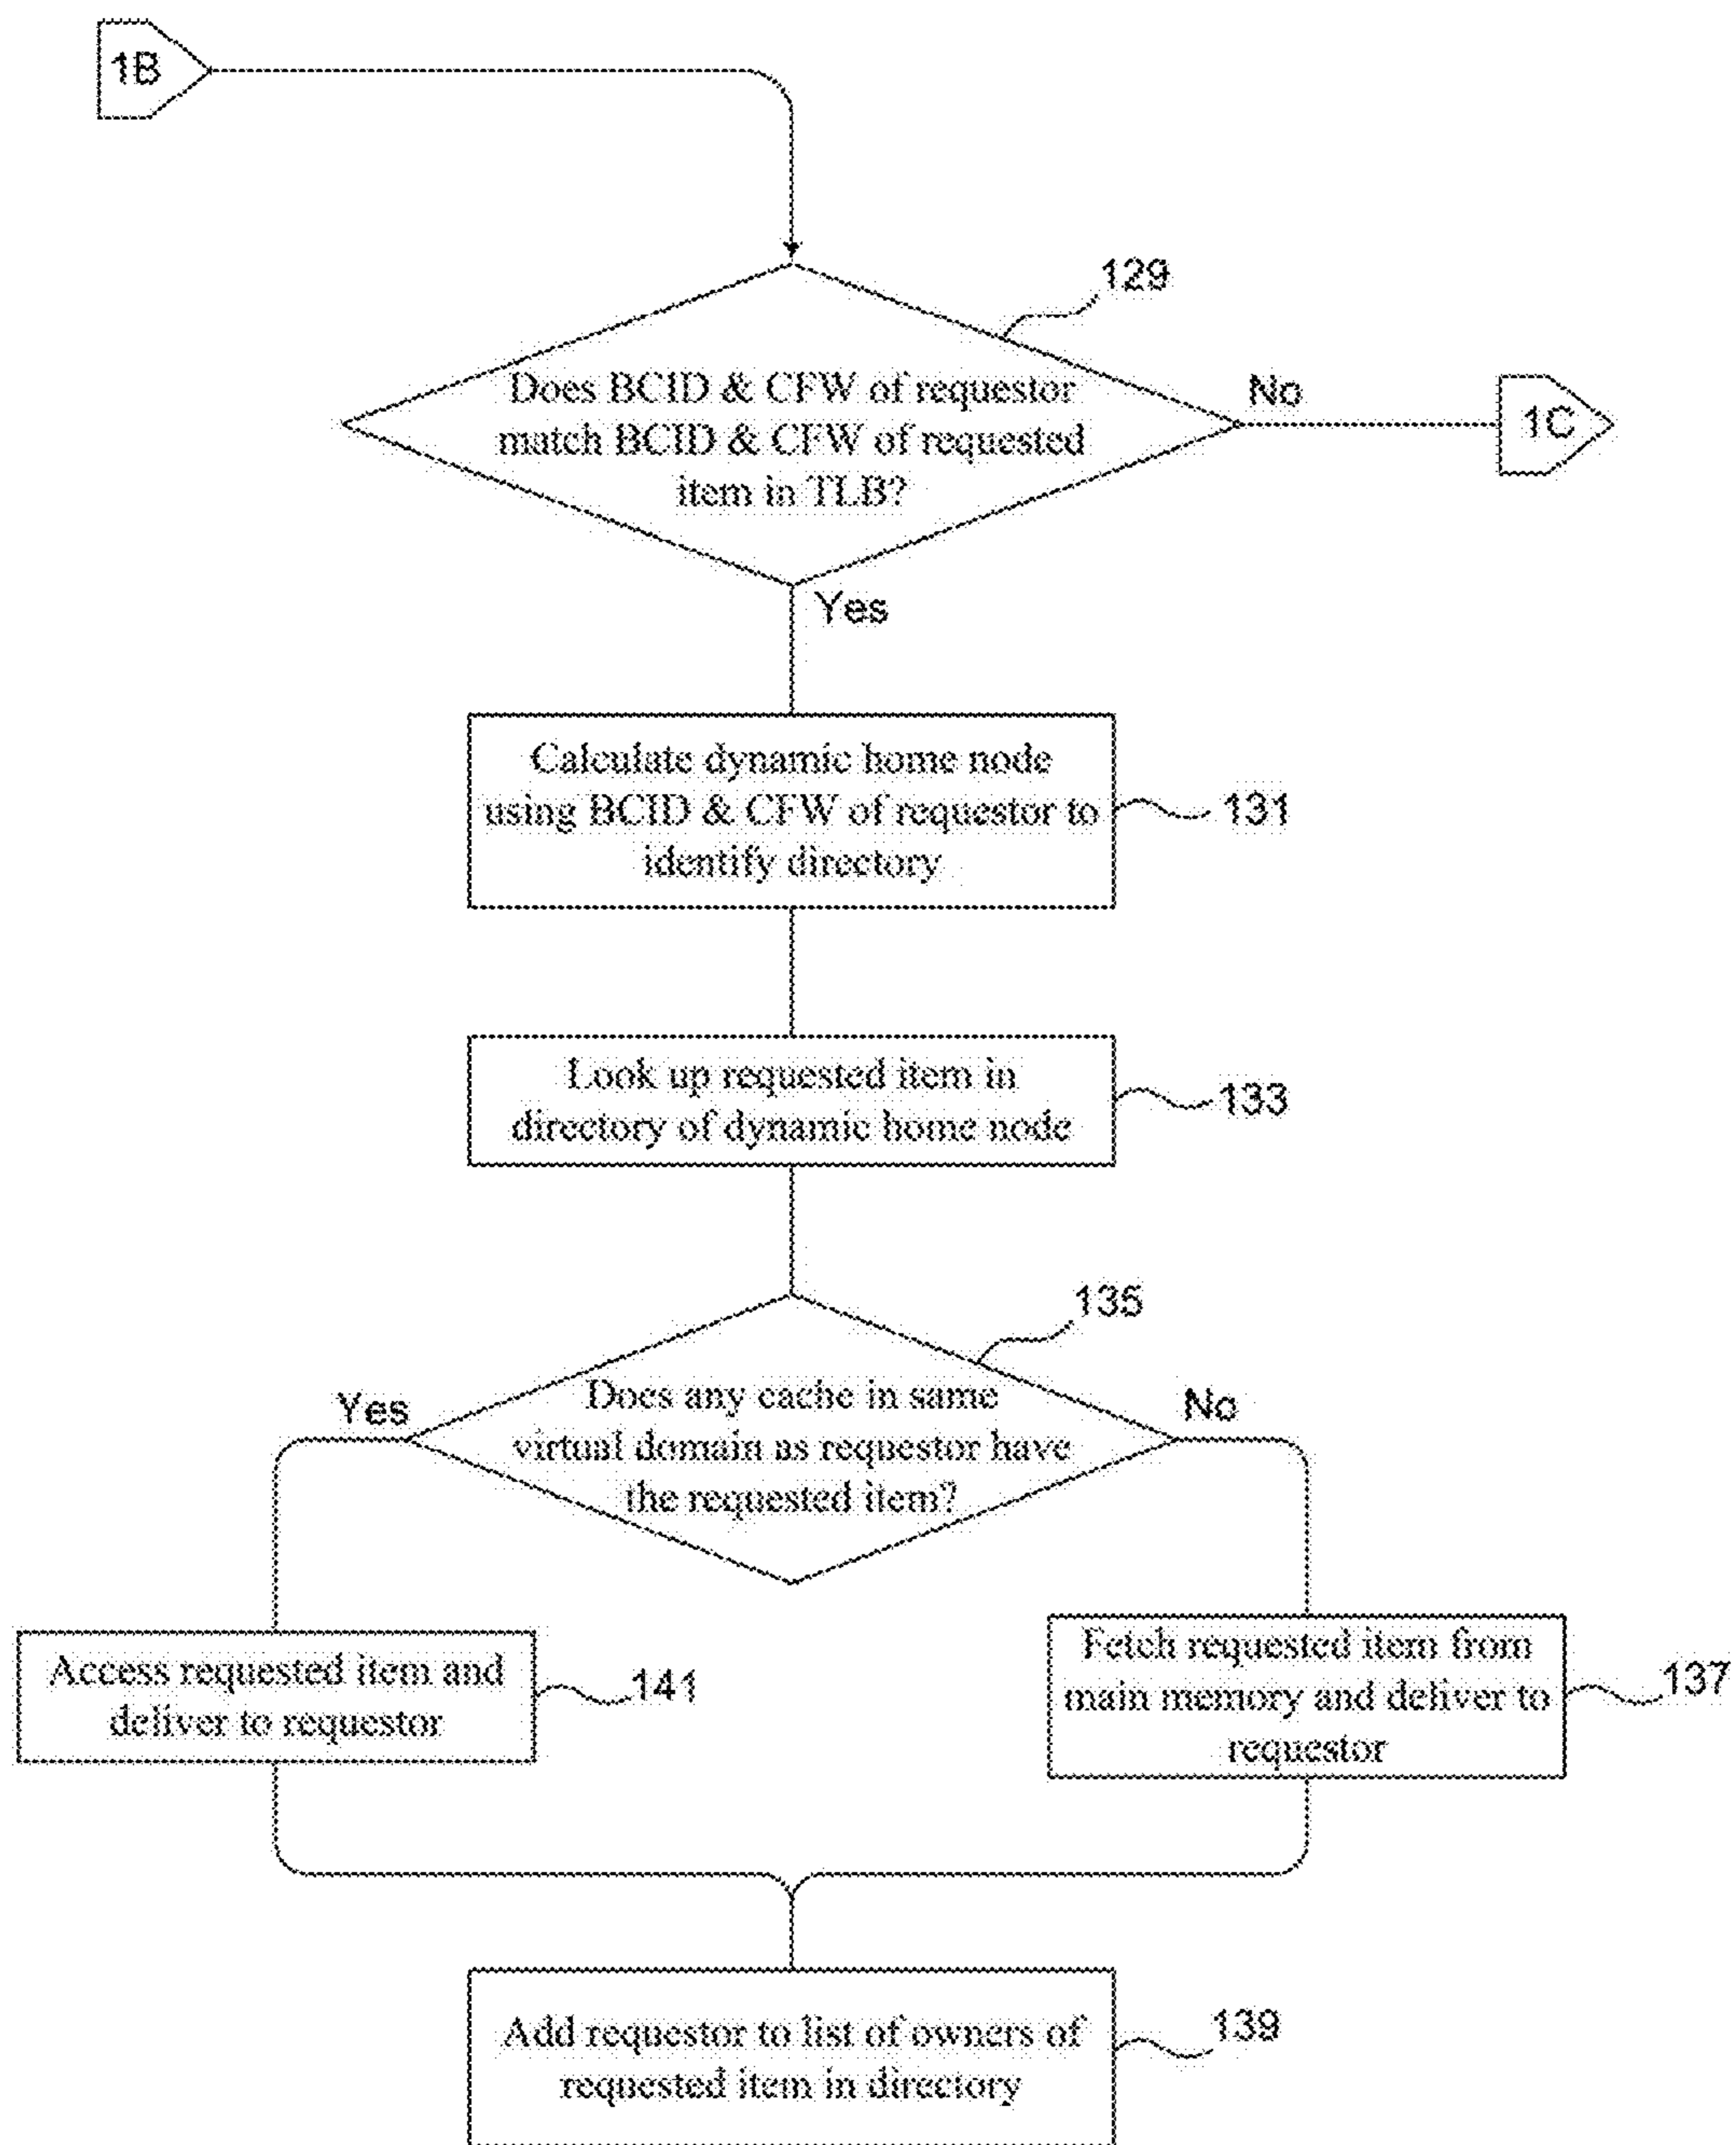 1B
129
Does BCID & CFW of requestor
match BCID & CFW of requested
item in TLB?
No
1C
Yes
Calculate dynamic home node
using BCID & CFW of requestor to
identify directory
131
Look up requested item in
directory of dynamic home node
133
135
Does any cache in same
virtual domain as requestor have
the requested item?
Yes
No
Access requested item and
deliver to requestor
141
Fetch requested item from
main memory and deliver to
requestor
137
Add requestor to list of owners of
requested item in directory
139